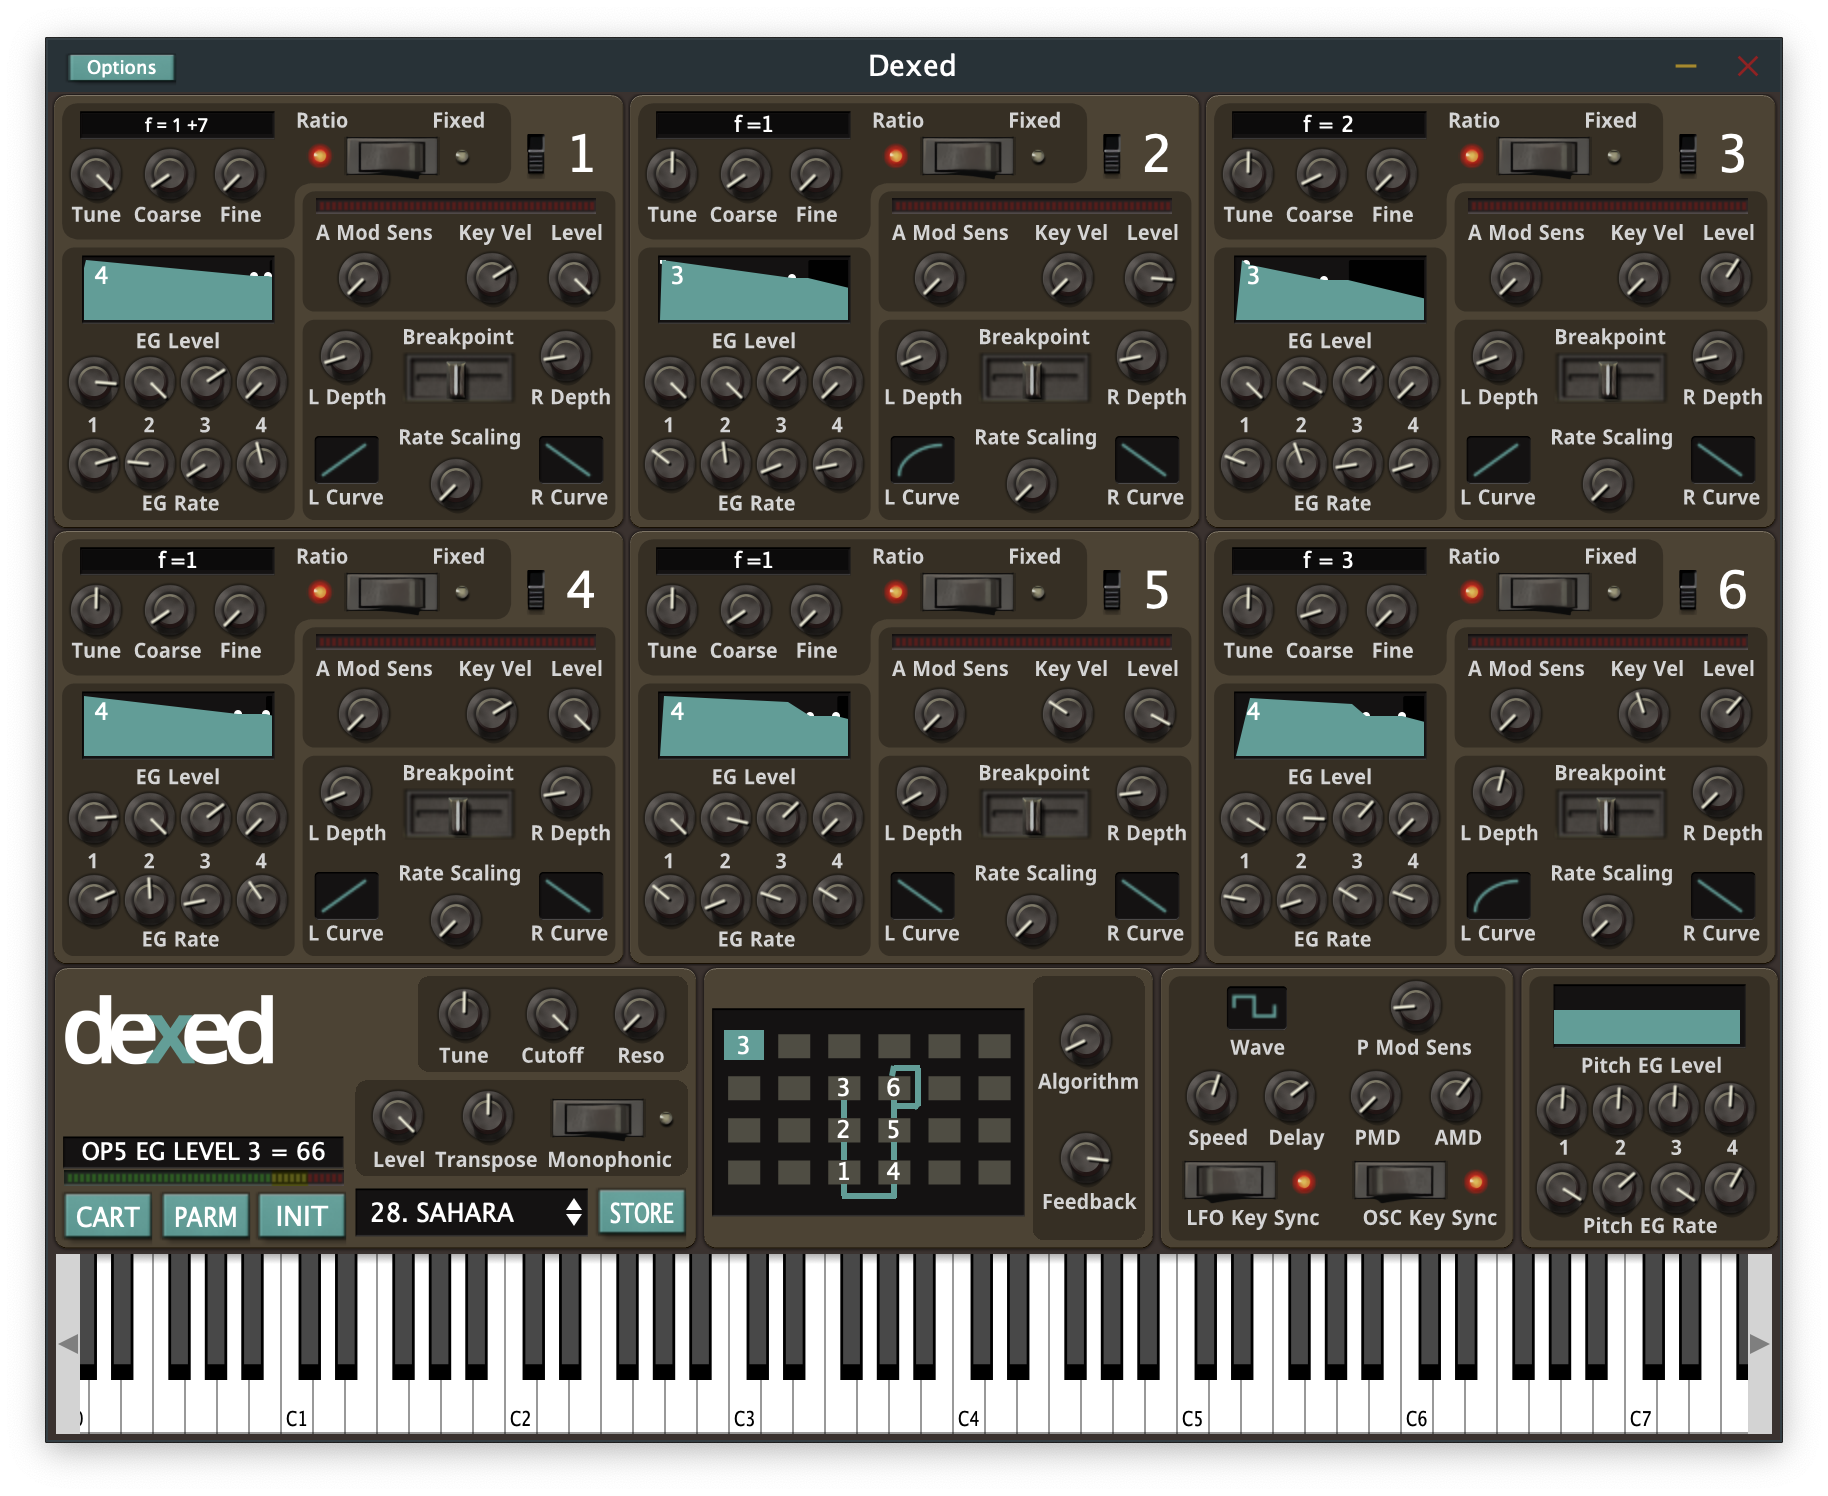 Options
Dexed
f = 1 +7
Ratio Fixed
1
Tune Coarse Fine
A Mod Sens Key Vel Level
4
EG Level
Breakpoint
L Depth R Depth
1 2 3 4
Rate Scaling
L Curve R Curve
EG Rate
f =1
Ratio Fixed
2
Tune Coarse Fine
A Mod Sens Key Vel Level
3
EG Level
Breakpoint
L Depth R Depth
1 2 3 4
Rate Scaling
L Curve R Curve
EG Rate
f = 2
Ratio Fixed
3
Tune Coarse Fine
A Mod Sens Key Vel Level
3
EG Level
Breakpoint
L Depth R Depth
1 2 3 4
Rate Scaling
L Curve R Curve
EG Rate
f =1
Ratio Fixed
4
Tune Coarse Fine
A Mod Sens Key Vel Level
4
EG Level
Breakpoint
L Depth R Depth
1 2 3 4
Rate Scaling
L Curve R Curve
EG Rate
f =1
Ratio Fixed
5
Tune Coarse Fine
A Mod Sens Key Vel Level
4
EG Level
Breakpoint
L Depth R Depth
1 2 3 4
Rate Scaling
L Curve R Curve
EG Rate
f = 3
Ratio Fixed
6
Tune Coarse Fine
A Mod Sens Key Vel Level
4
EG Level
Breakpoint
L Depth R Depth
1 2 3 4
Rate Scaling
L Curve R Curve
EG Rate
dexed
Tune Cutoff Reso
Level Transpose Monophonic
OP5 EG LEVEL 3 = 66
CART PARM INIT
28. SAHARA
STORE
3
3 6
2 5
1 4
Algorithm
Feedback
Wave P Mod Sens
Speed Delay PMD AMD
LFO Key Sync OSC Key Sync
Pitch EG Level
1 2 3 4
Pitch EG Rate
C1 C2 C3 C4 C5 C6 C7